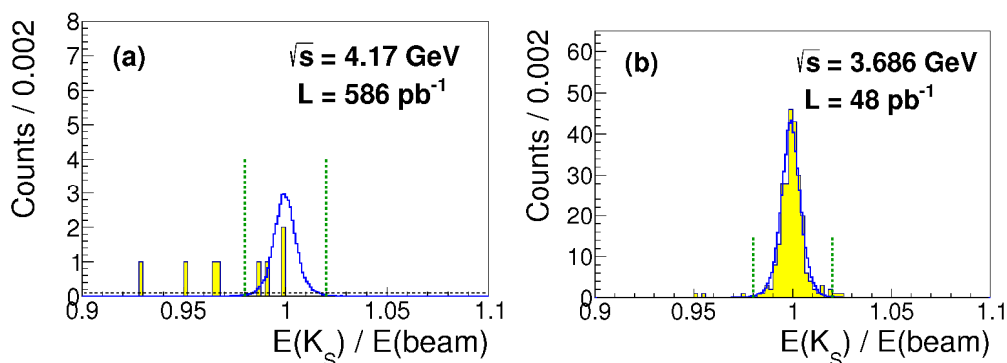 Counts / 0.002
8
7
6
5
4
3
2
1
0
(a)
√s = 4.17 GeV
L = 586 pb⁻¹
0.9
0.95
1
1.05
1.1
E(K_S) / E(beam)
Counts / 0.002
60
50
40
30
20
10
0
(b)
√s = 3.686 GeV
L = 48 pb⁻¹
0.9
0.95
1
1.05
1.1
E(K_S) / E(beam)